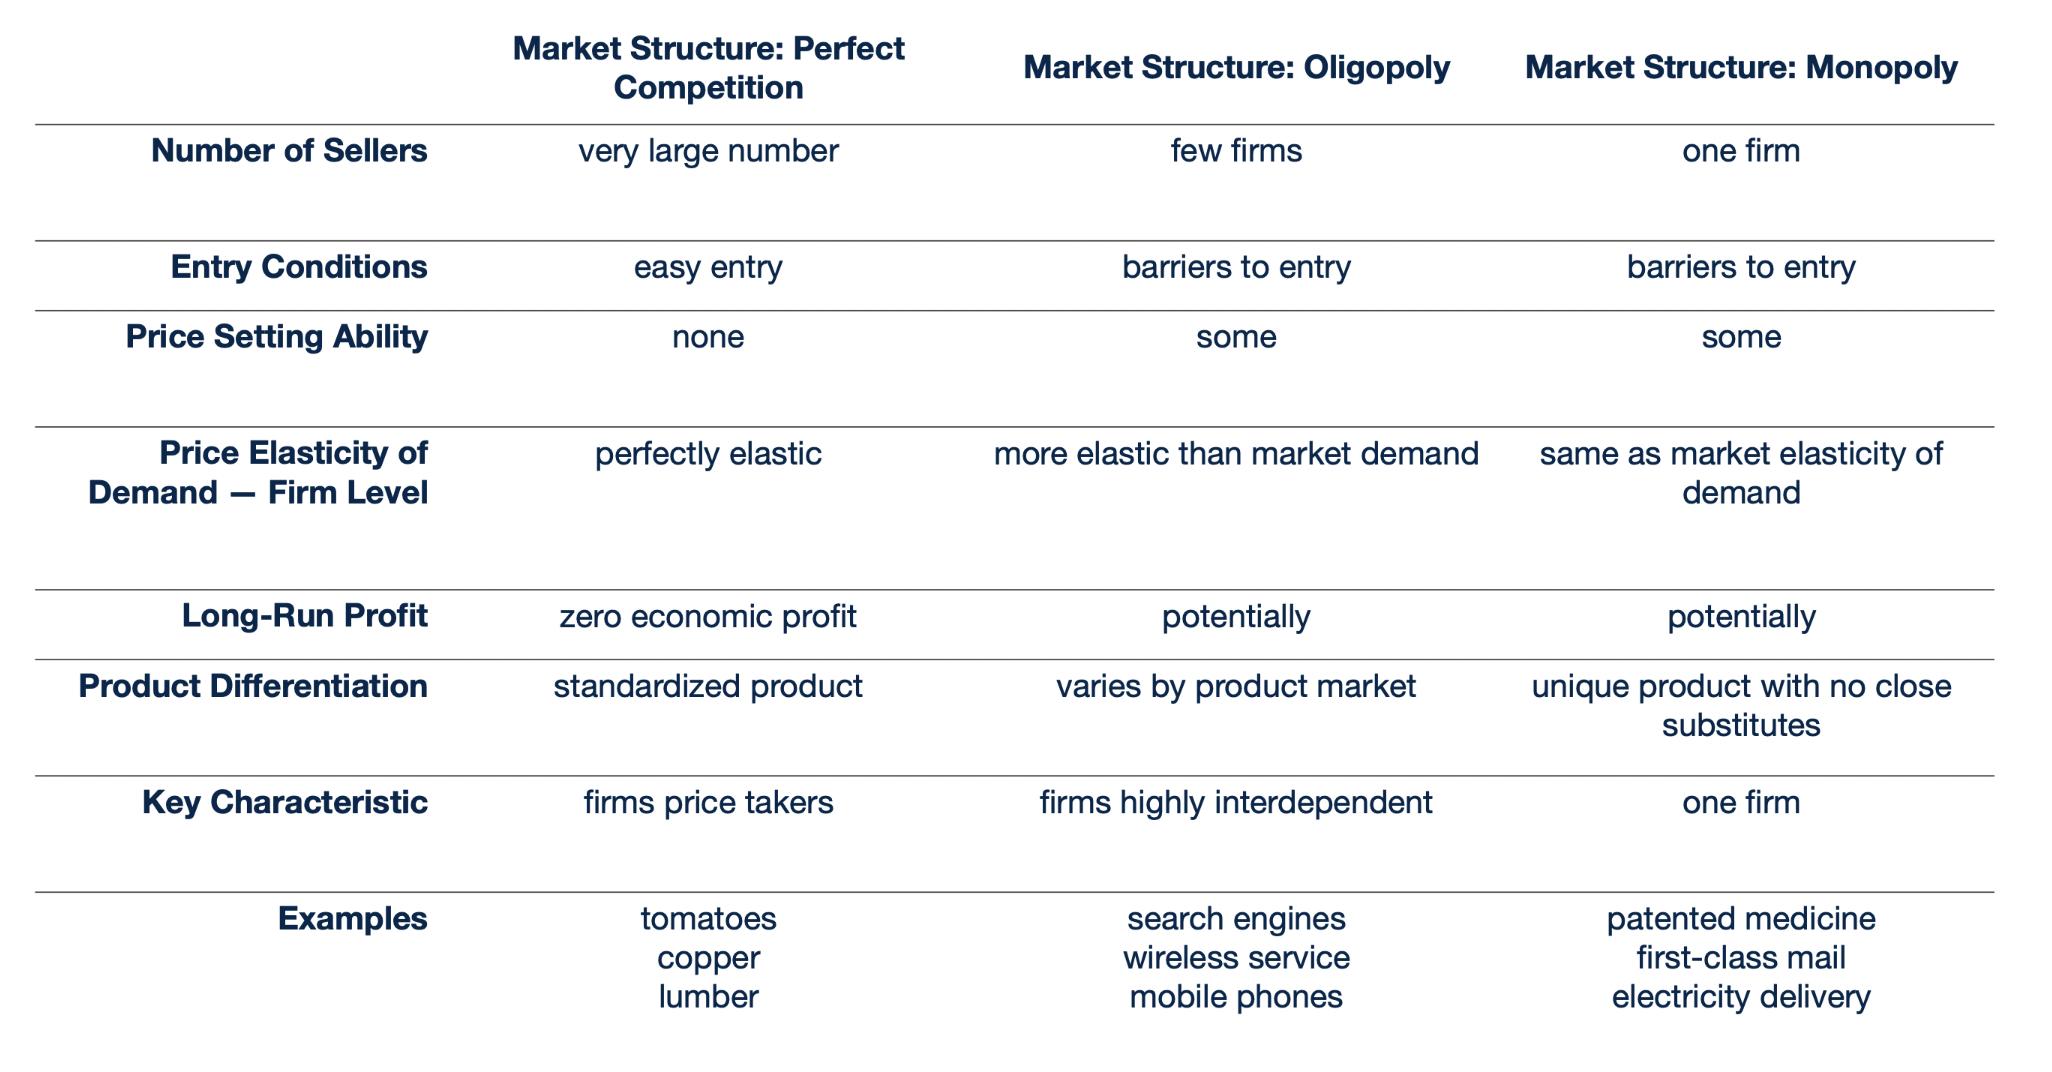 Market Structure: Perfect
Competition
Market Structure: Oligopoly
Market Structure: Monopoly
Number of Sellers
very large number
few firms
one firm
Entry Conditions
easy entry
barriers to entry
barriers to entry
Price Setting Ability
none
some
some
Price Elasticity of
Demand — Firm Level
perfectly elastic
more elastic than market demand
same as market elasticity of
demand
Long-Run Profit
zero economic profit
potentially
potentially
Product Differentiation
standardized product
varies by product market
unique product with no close
substitutes
Key Characteristic
firms price takers
firms highly interdependent
one firm
Examples
tomatoes
copper
lumber
search engines
wireless service
mobile phones
patented medicine
first-class mail
electricity delivery